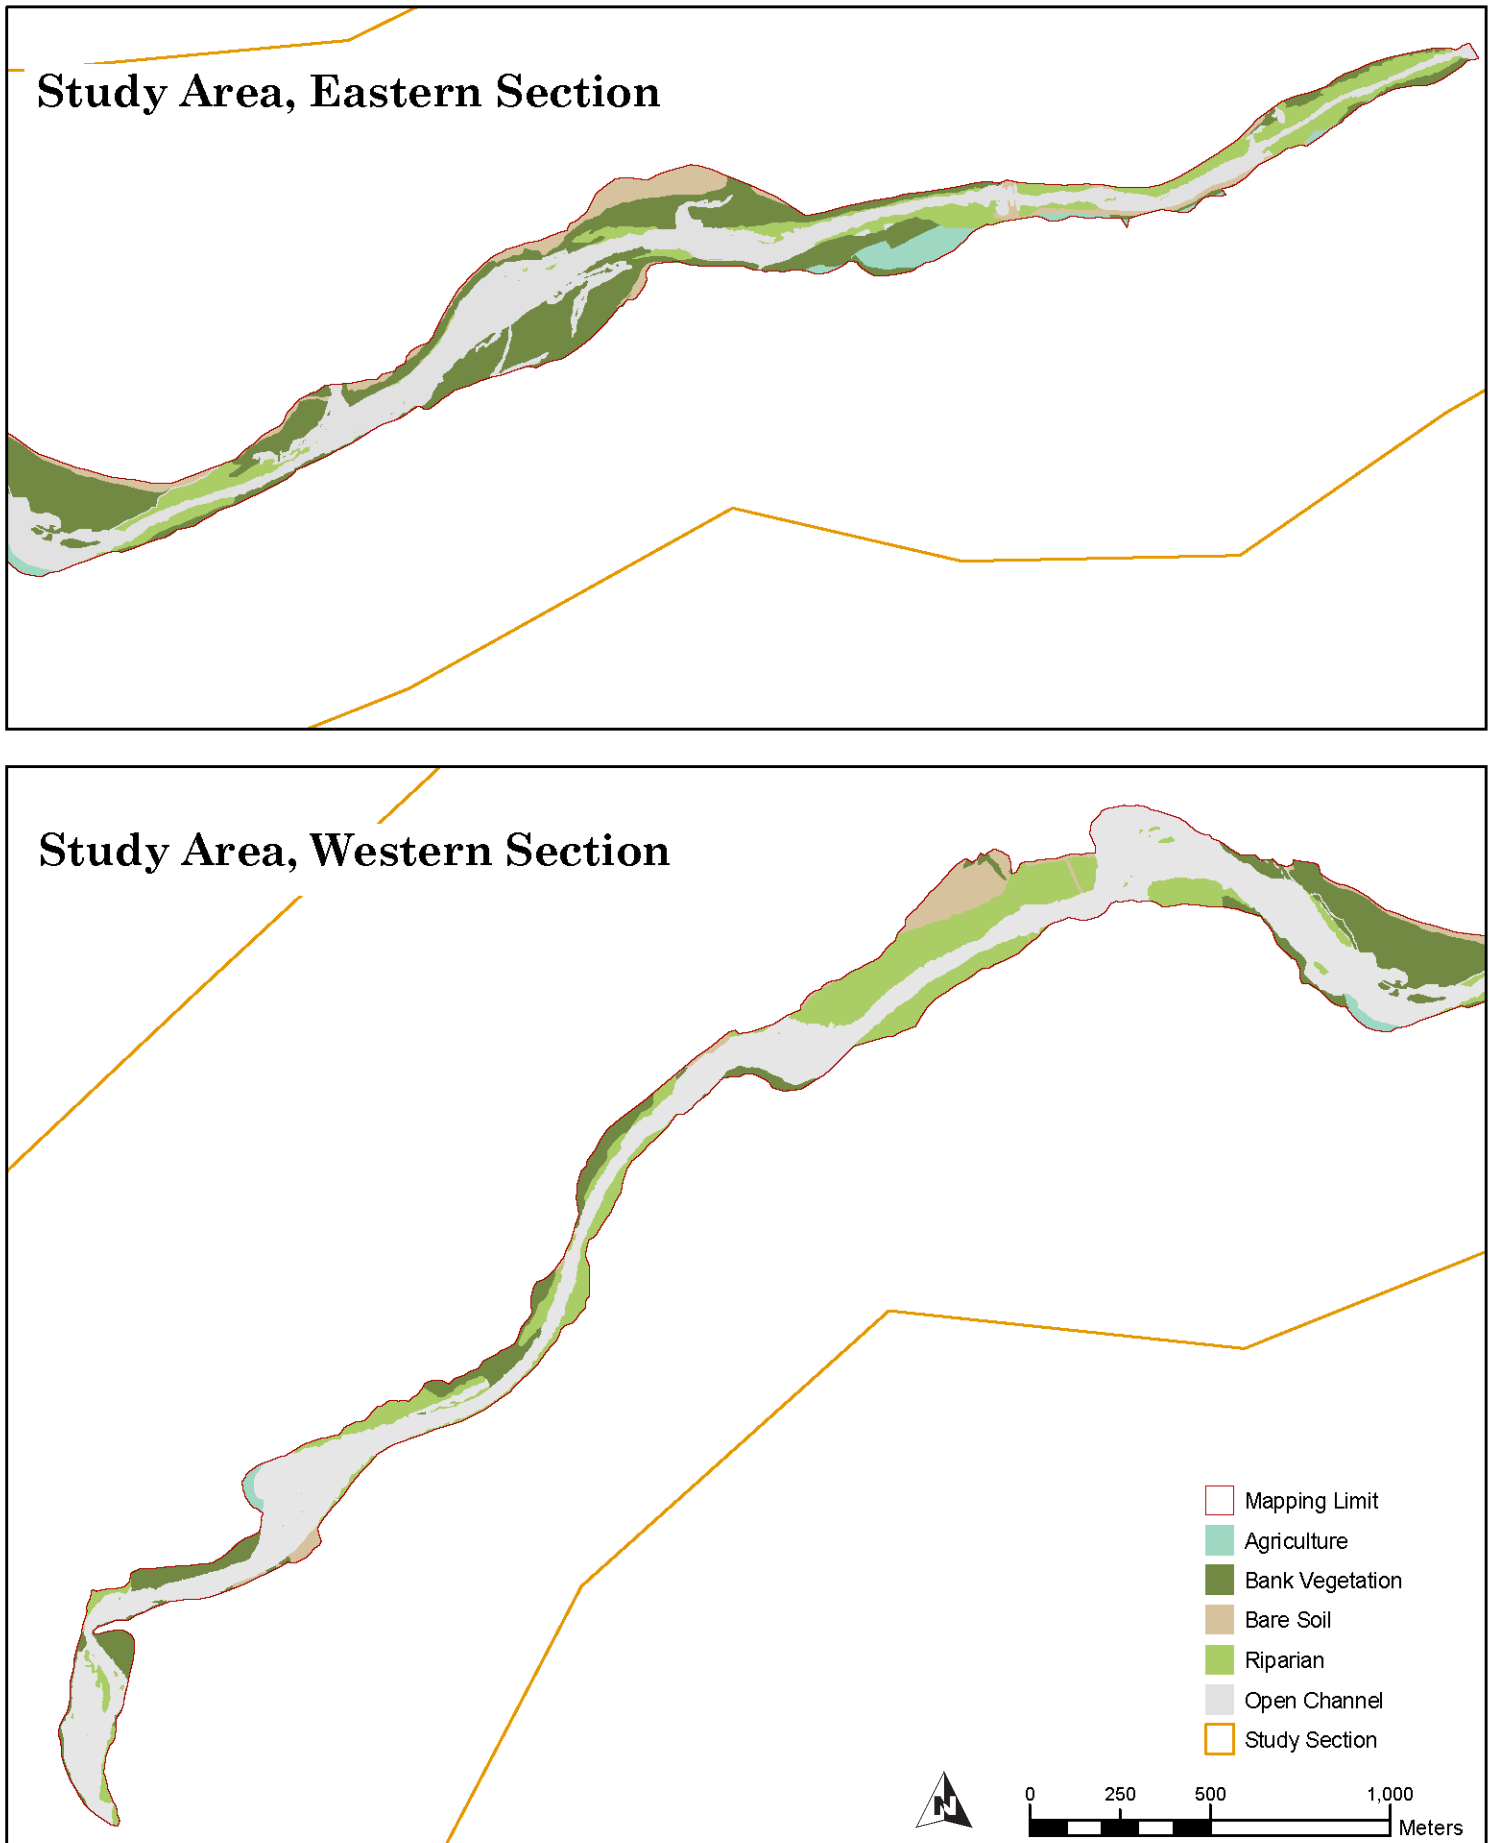 Study Area, Eastern Section
Study Area, Western Section
Mapping Limit
Agriculture
Bank Vegetation
Bare Soil
Riparian
Open Channel
Study Section
N
0 250 500 1,000
Meters